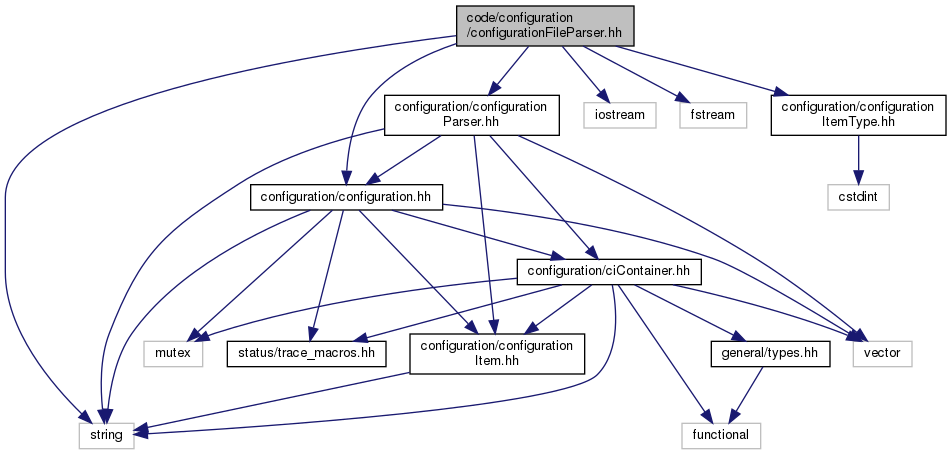 code/configuration
/configurationFileParser.hh
configuration/configuration
Parser.hh
iostream
fstream
configuration/configuration
ItemType.hh
configuration/configuration.hh
cstdint
configuration/ciContainer.hh
mutex
status/trace_macros.hh
configuration/configuration
Item.hh
general/types.hh
vector
string
functional